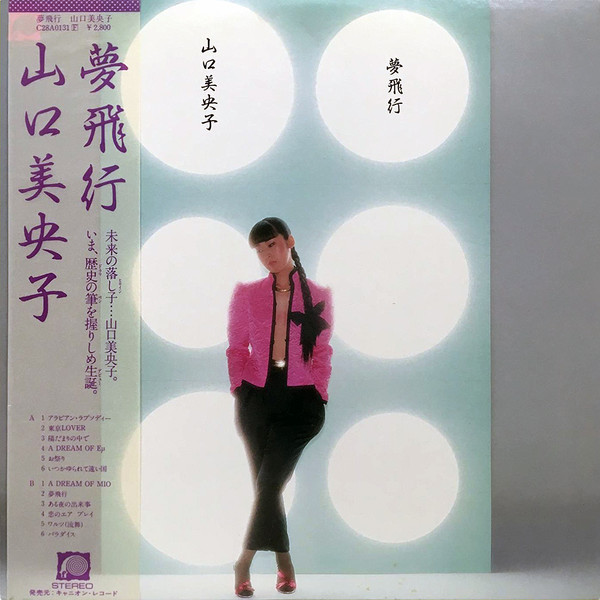 夢飛行 山口美央子
C28A0131 ¥2,800
夢飛行
山口美央子
未来の落し子…山口美央子。
いま、歴史の筆を握りしめ生誕。
A 1 アラビアン・ラプソディー
2 東京LOVER
3 陽だまりの中で
4 A DREAM OF Eμ
5 お祭り
6 いつかゆられて遠い国
B 1 A DREAM OF MIO
2 夢飛行
3 ある夜の出来事
4 恋のエア プレイ
5 ワルツ(流舞)
6 パラダイス
STEREO
発売元:キャニオン・レコード
山口美央子
夢飛行